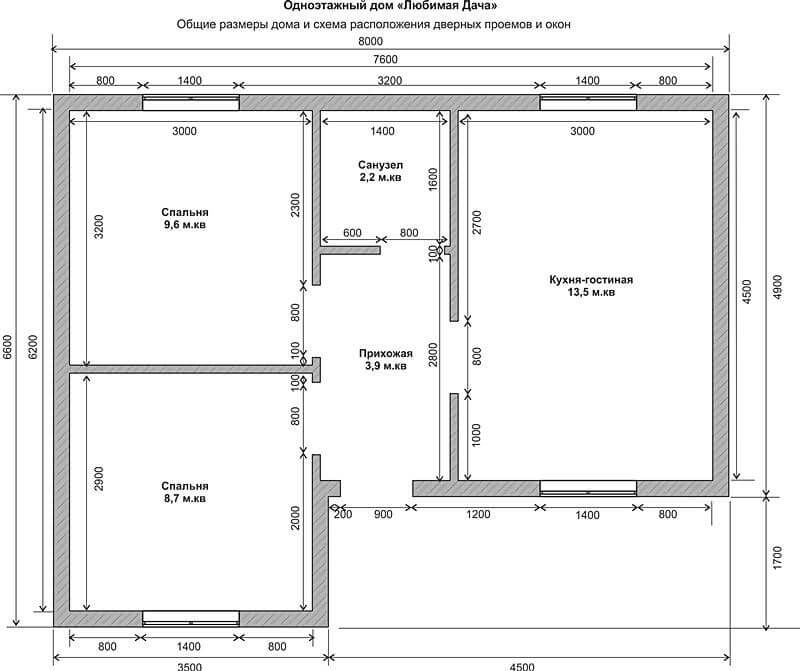 Одноэтажный дом «Любимая Дача»
Общие размеры дома и схема расположения дверных проемов и окон
8000
7600
800 1400 3200 1400 800
3000 1400 3000
Санузел
2,2 м.кв
1600
2300
2700
3200
Спальня
9,6 м.кв
600 800
100
Кухня-гостиная
13,5 м.кв
4500
4900
6600
6200
800
100
Прихожая
3,9 м.кв
2800
800
100
800
1000
2900
Спальня
8,7 м.кв
2000
200 900 1200 1400 800
1700
800 1400 800
3500 4500